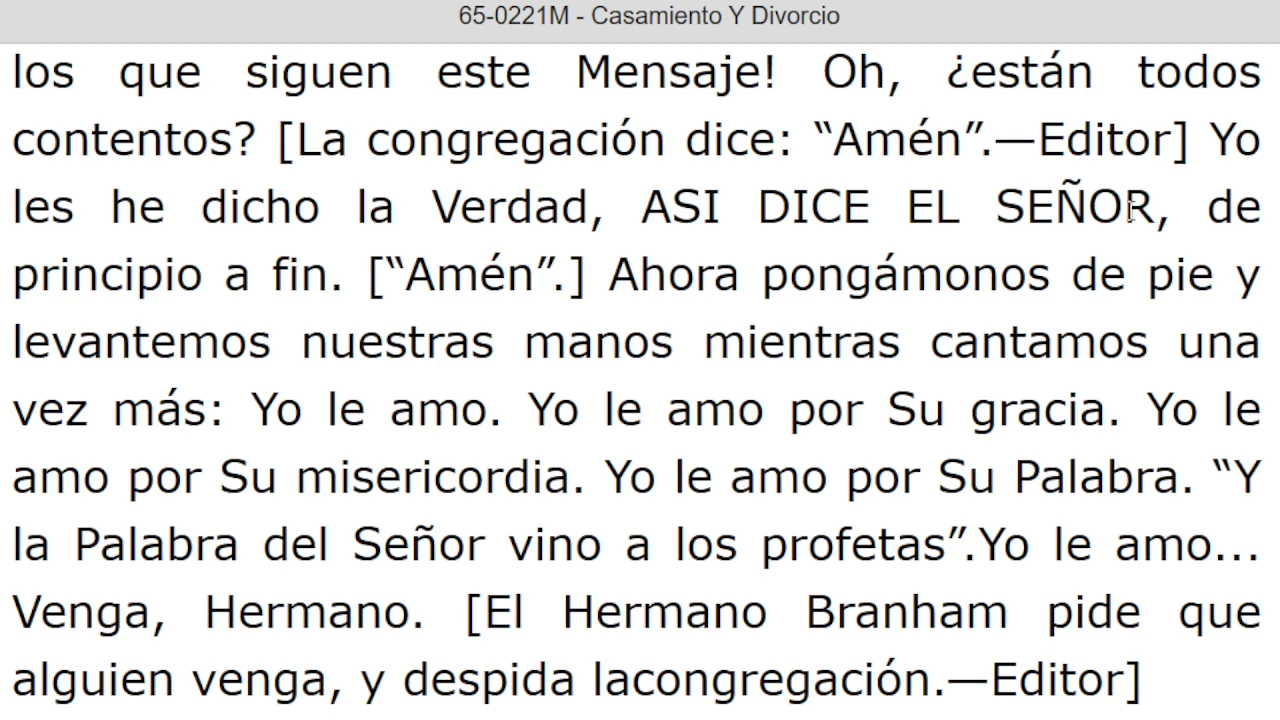 65-0221M - Casamiento Y Divorcio
los que siguen este Mensaje! Oh, ¿están todos
contentos? [La congregación dice: “Amén”.—Editor] Yo
les he dicho la Verdad, ASI DICE EL SEÑOR, de
principio a fin. [“Amén”.] Ahora pongámonos de pie y
levantemos nuestras manos mientras cantamos una
vez más: Yo le amo. Yo le amo por Su gracia. Yo le
amo por Su misericordia. Yo le amo por Su Palabra. “Y
la Palabra del Señor vino a los profetas”.Yo le amo...
Venga, Hermano. [El Hermano Branham pide que
alguien venga, y despida lacongregación.—Editor]